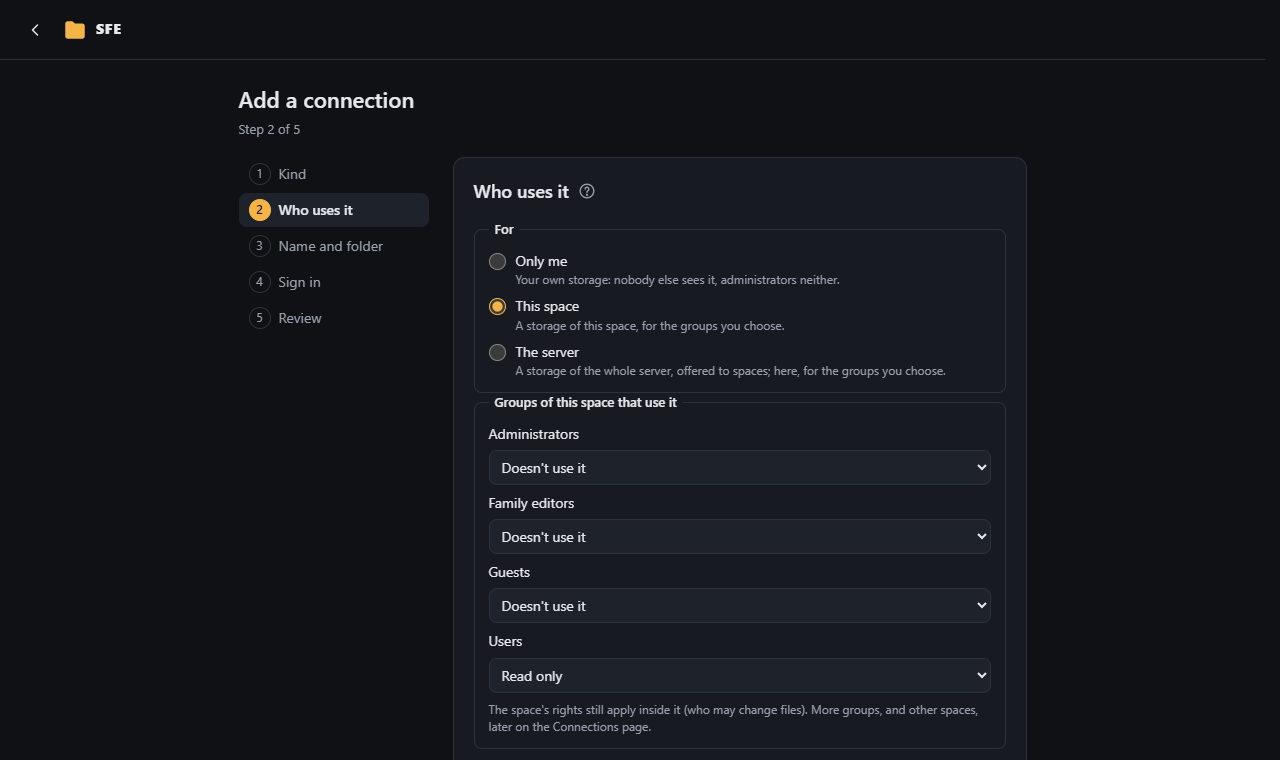 SFE
Add a connection
Step 2 of 5
1 Kind
2 Who uses it
3 Name and folder
4 Sign in
5 Review
Who uses it ?
For
Only me
Your own storage: nobody else sees it, administrators neither.
This space
A storage of this space, for the groups you choose.
The server
A storage of the whole server, offered to spaces; here, for the groups you choose.
Groups of this space that use it
Administrators
Doesn't use it
Family editors
Doesn't use it
Guests
Doesn't use it
Users
Read only
The space's rights still apply inside it (who may change files). More groups, and other spaces,
later on the Connections page.